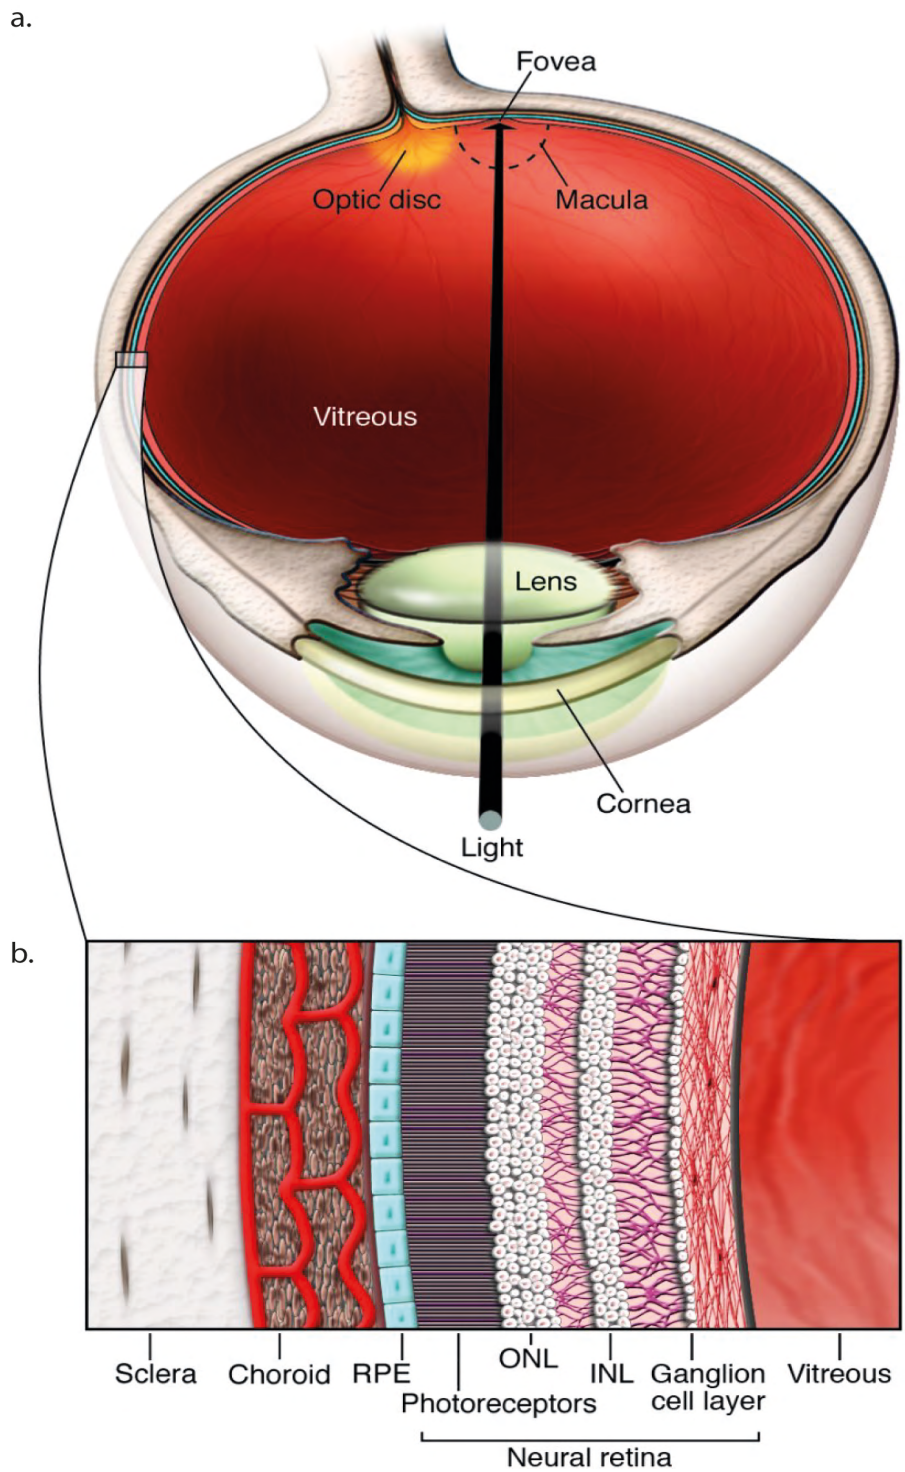 a.
Fovea
Optic disc
Macula
Vitreous
Lens
Cornea
Light
b.
Sclera
Choroid
RPE
Photoreceptors
ONL
INL
Ganglion
cell layer
Vitreous
Neural retina